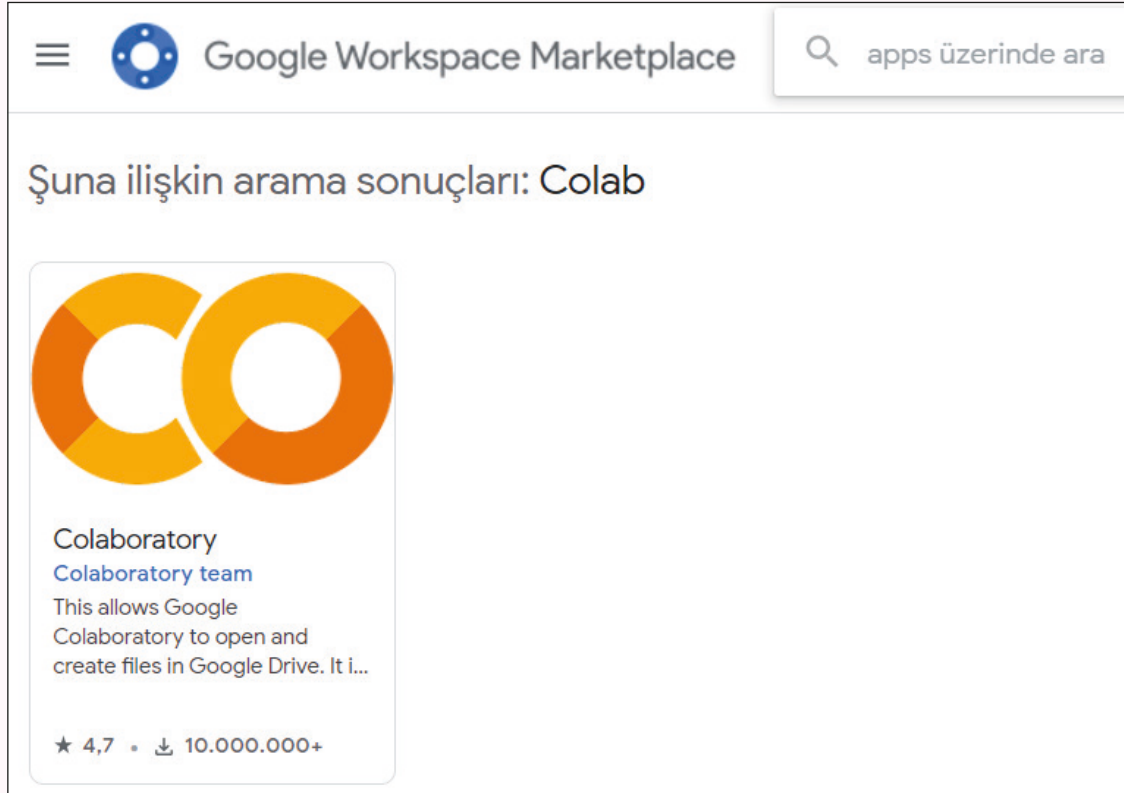 Google Workspace Marketplace
apps üzerinde ara
Şuna ilişkin arama sonuçları: Colab
Colaboratory
Colaboratory team
This allows Google
Colaboratory to open and
create files in Google Drive. It i...
4,7 • 10.000.000+